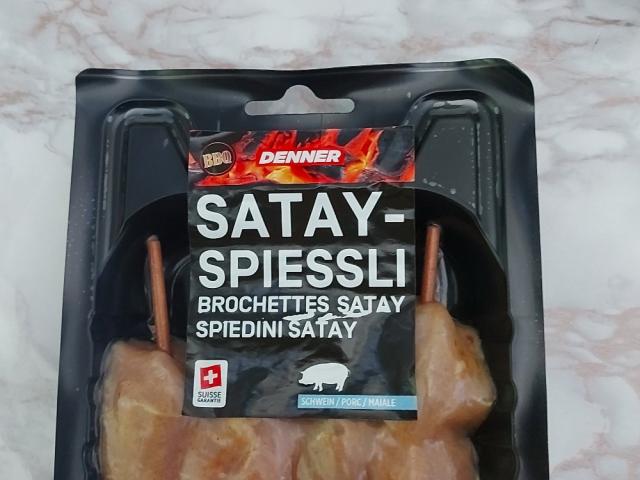 BBQ
DENNER
SATAY-
SPIESSLI
BROCHETTES SATAY
SPIEDINI SATAY
SUISSE
GARANTIE
SCHWEIN / PORC / MAIALE